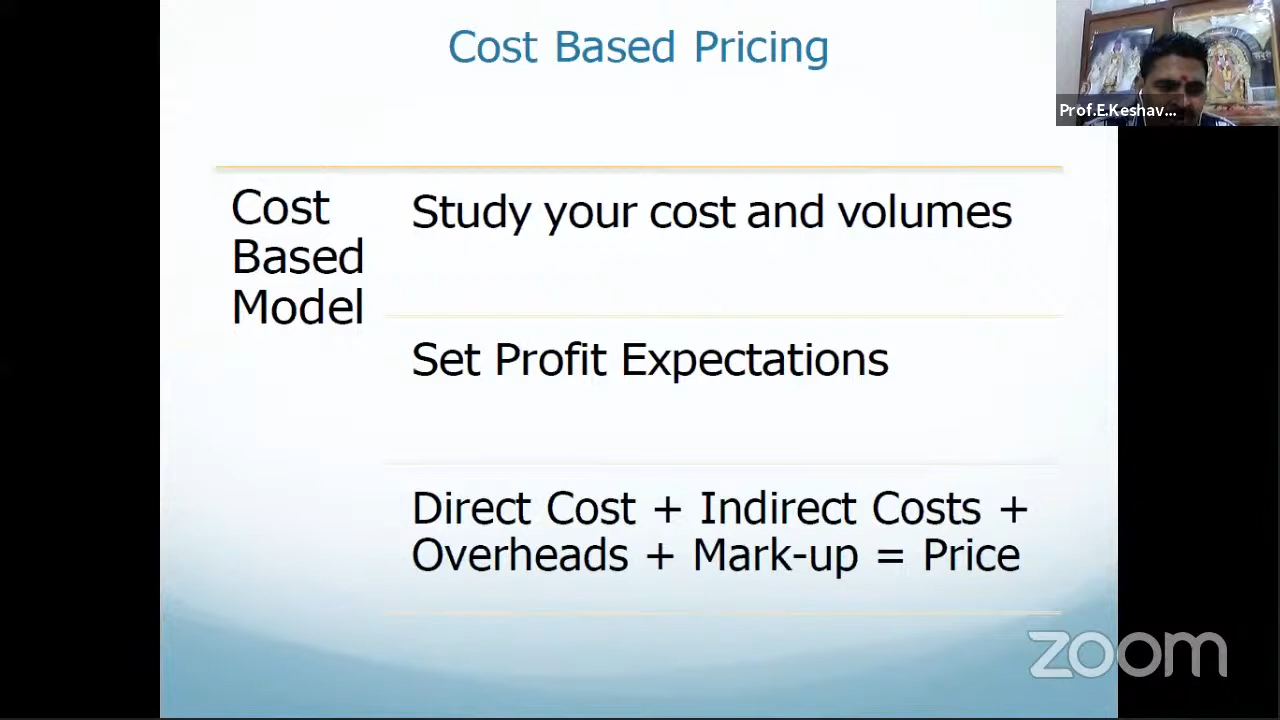 Cost Based Pricing
Prof.E.Keshav...
Cost
Based
Model
Study your cost and volumes
Set Profit Expectations
Direct Cost + Indirect Costs +
Overheads + Mark-up = Price
zoom